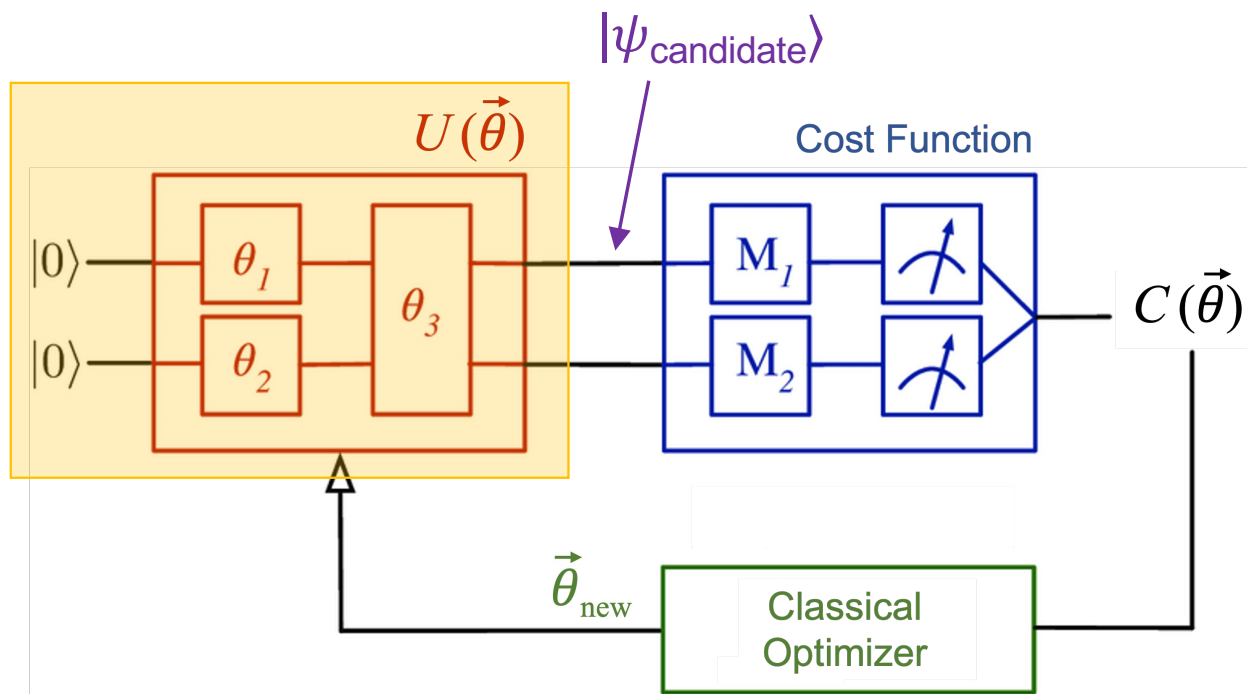 |ψcandidate⟩
U(θ⃗)
Cost Function
|0⟩
θ1
θ3
M1
C(θ⃗)
|0⟩
θ2
M2
θ⃗new
Classical
Optimizer